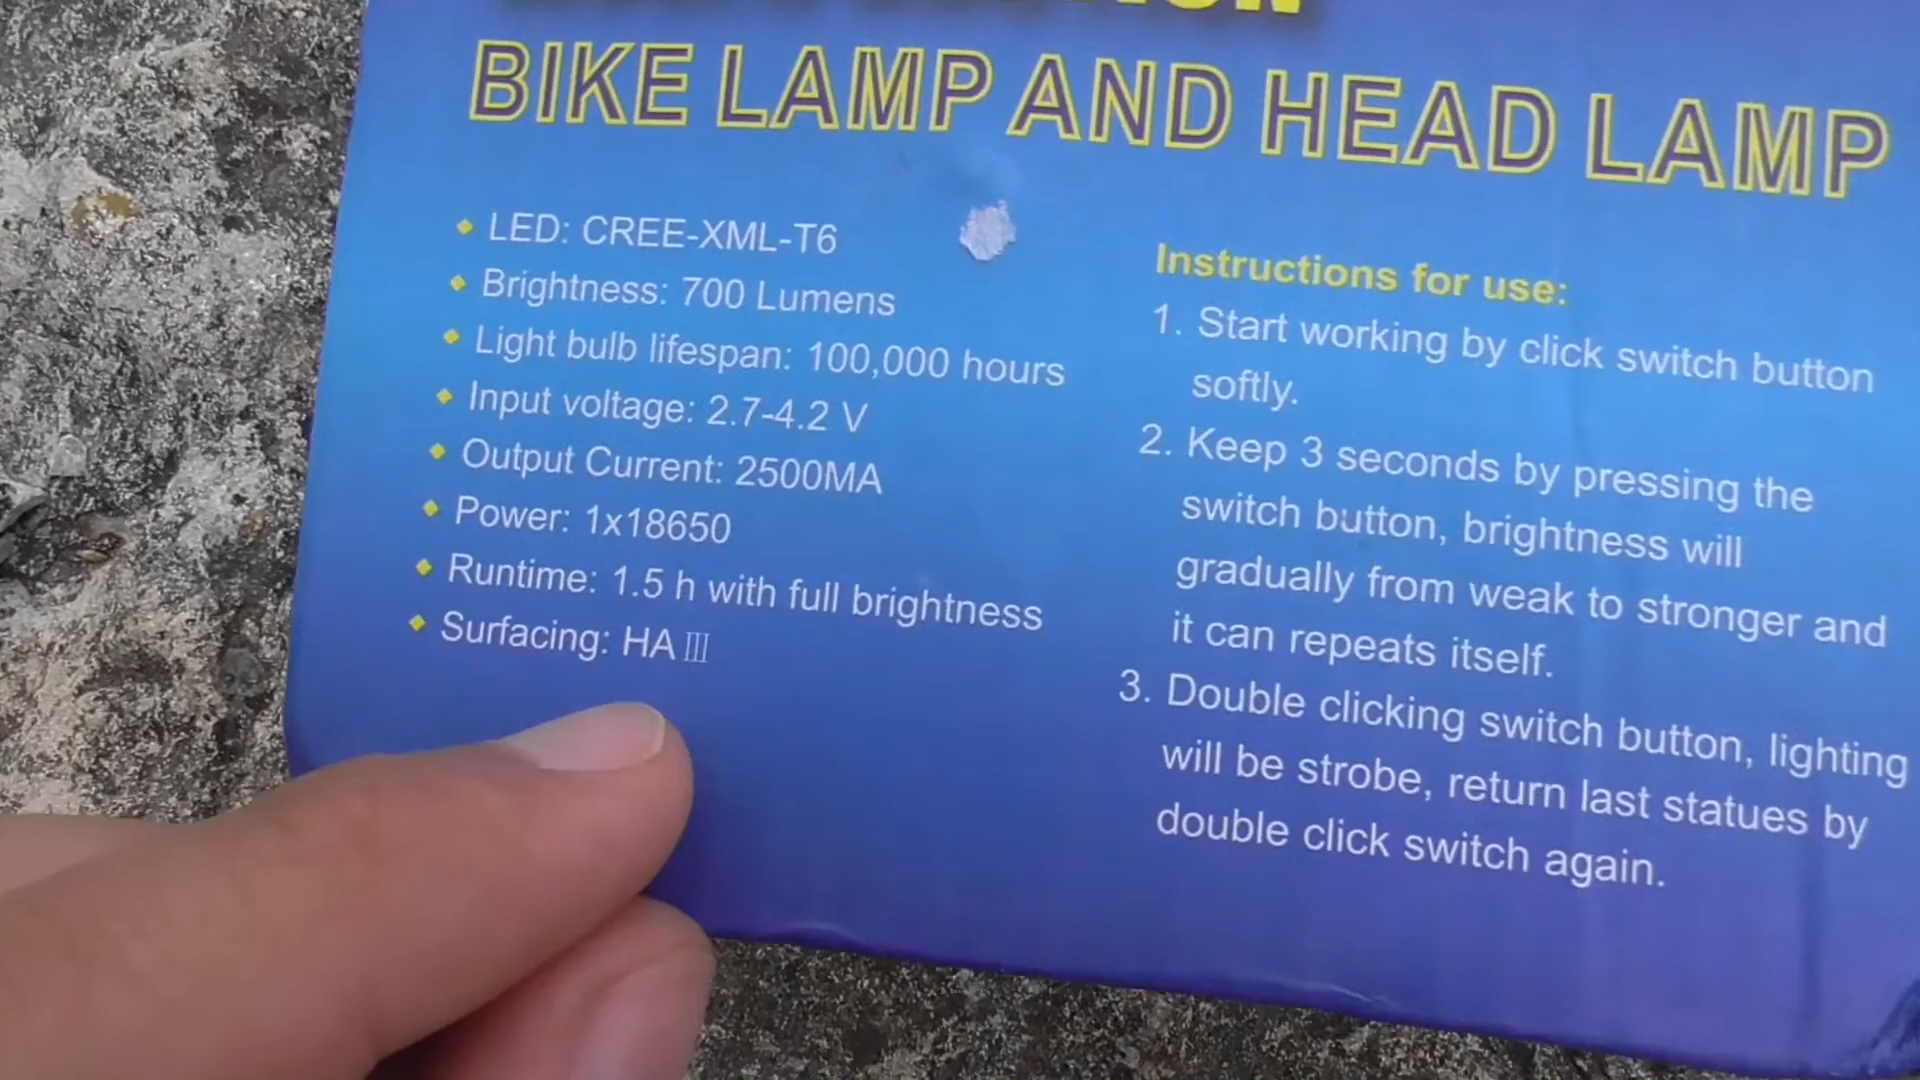 BIKE LAMP AND HEAD LAMP
LED: CREE-XML-T6
Brightness: 700 Lumens
Light bulb lifespan: 100,000 hours
Input voltage: 2.7-4.2 V
Output Current: 2500MA
Power: 1x18650
Runtime: 1.5 h with full brightness
Surfacing: HA III
Instructions for use:
1. Start working by click switch button
softly.
2. Keep 3 seconds by pressing the
switch button, brightness will
gradually from weak to stronger and
it can repeats itself.
3. Double clicking switch button, lighting
will be strobe, return last statues by
double click switch again.